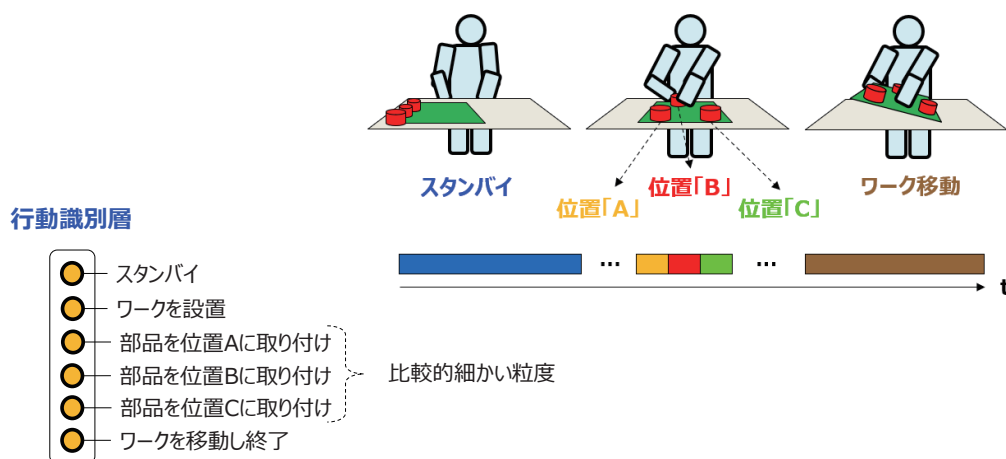 スタンバイ
位置「B」
ワーク移動
位置「A」
位置「C」
行動識別層
... ...
t
スタンバイ
ワークを設置
部品を位置Aに取り付け
部品を位置Bに取り付け
比較的細かい粒度
部品を位置Cに取り付け
ワークを移動し終了